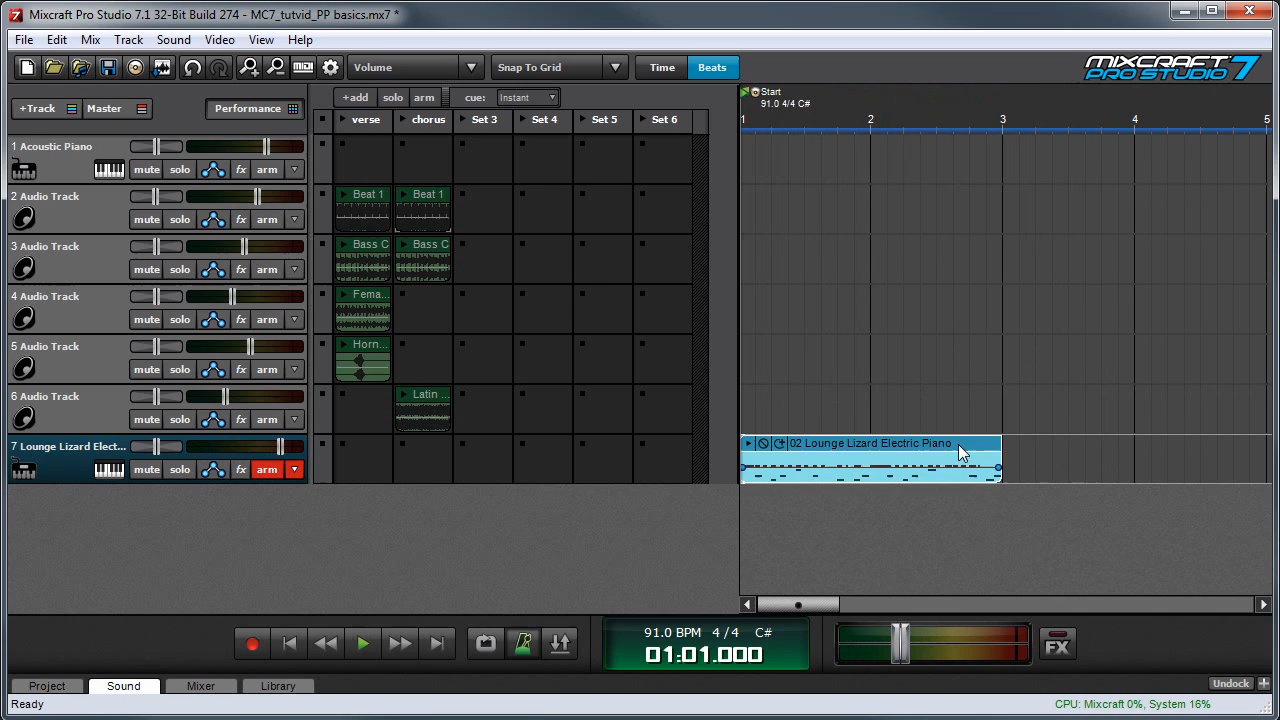 Mixcraft Pro Studio 7.1 32-Bit Build 274 - MC7_tutvid_PP basics.mx7 *
File Edit Mix Track Sound Video View Help
Volume Snap To Grid Time Beats MIXCRAFT PRO STUDIO 7
+Track Master Performance
+add solo arm cue: Instant
verse chorus Set 3 Set 4 Set 5 Set 6
Start
91.0 4/4 C#
1 2 3 4 5
1 Acoustic Piano
mute solo fx arm
2 Audio Track Beat 1 Beat 1
mute solo fx arm
3 Audio Track Bass C Bass C
mute solo fx arm
4 Audio Track Fema...
mute solo fx arm
5 Audio Track Horn...
mute solo fx arm
6 Audio Track Latin ...
mute solo fx arm
7 Lounge Lizard Elect... 02 Lounge Lizard Electric Piano
mute solo fx arm
91.0 BPM 4 / 4 C#
01:01.000
FX
Project Sound Mixer Library Undock
Ready CPU: Mixcraft 0%, System 16%